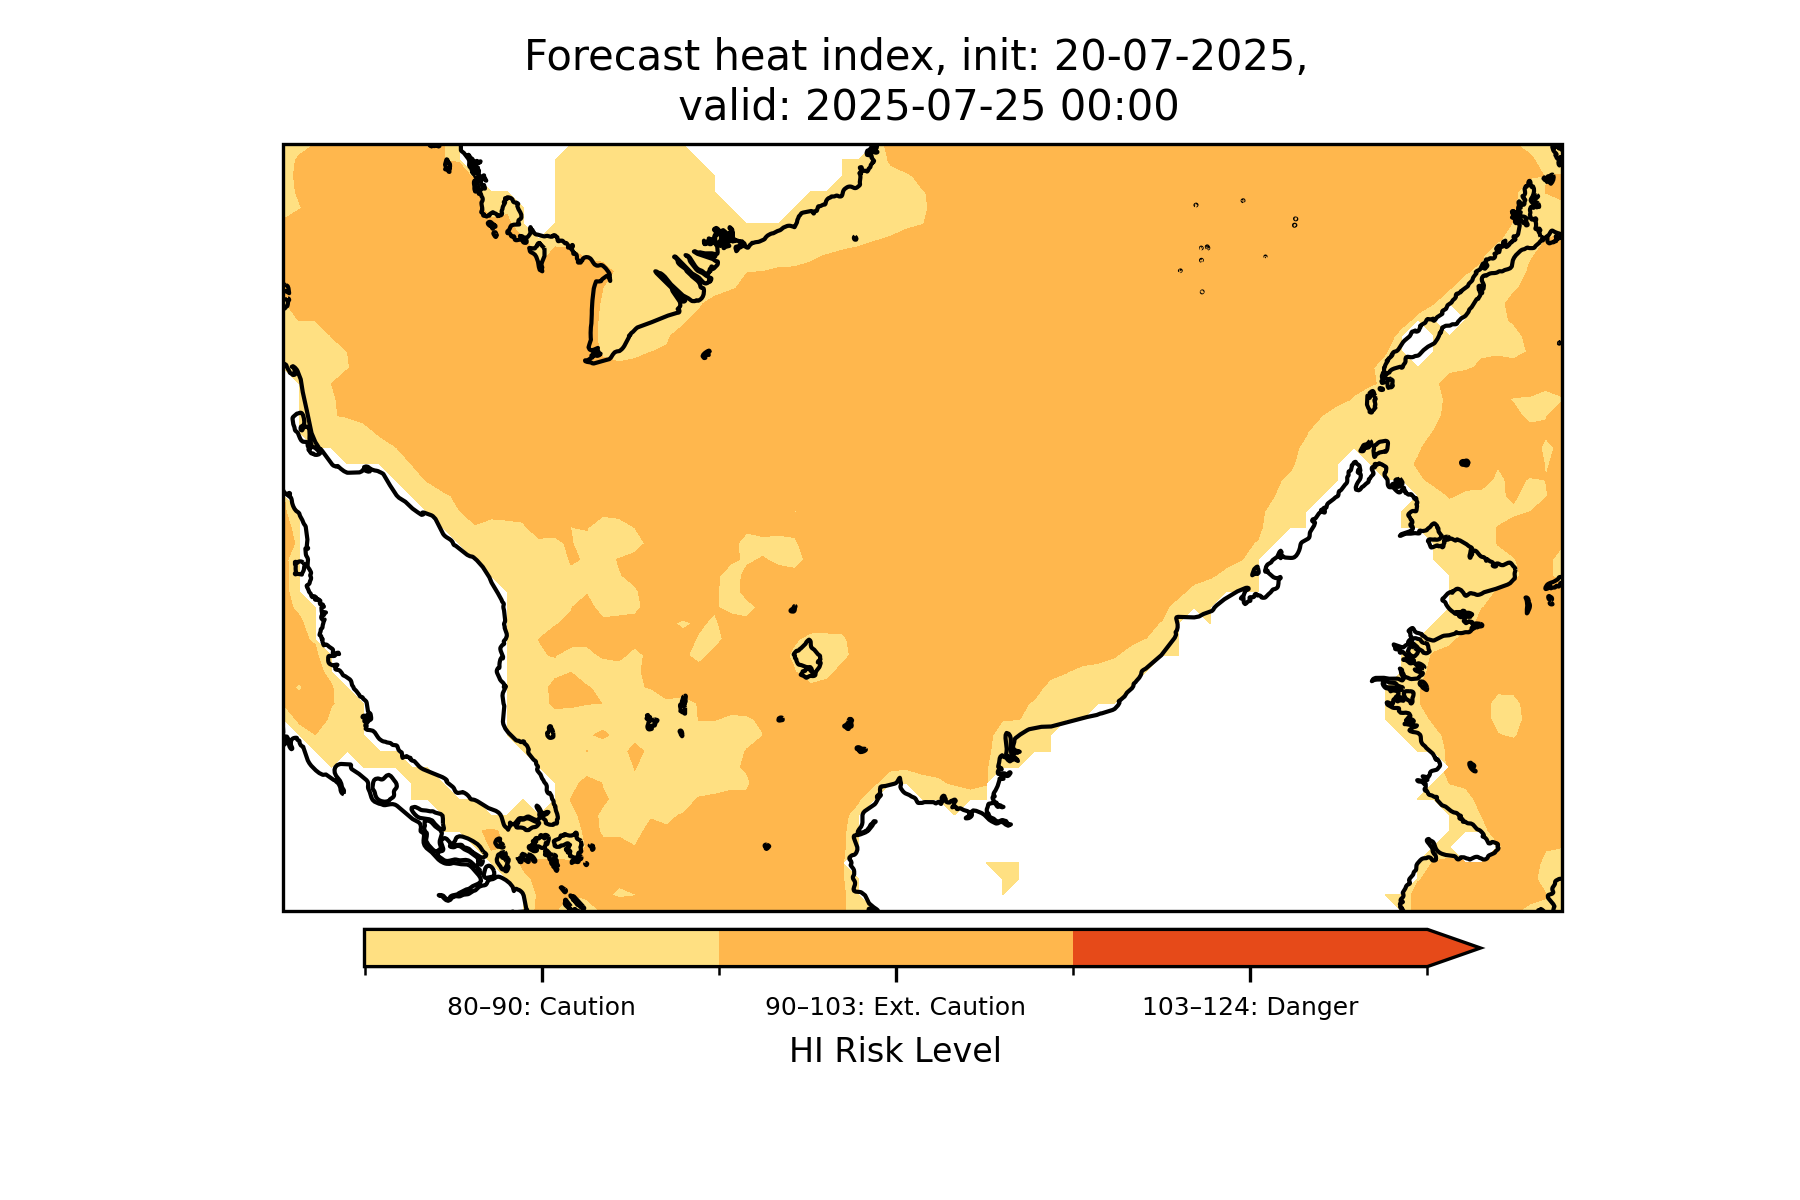 Forecast heat index, init: 20-07-2025,
valid: 2025-07-25 00:00
80–90: Caution
90–103: Ext. Caution
103–124: Danger
HI Risk Level